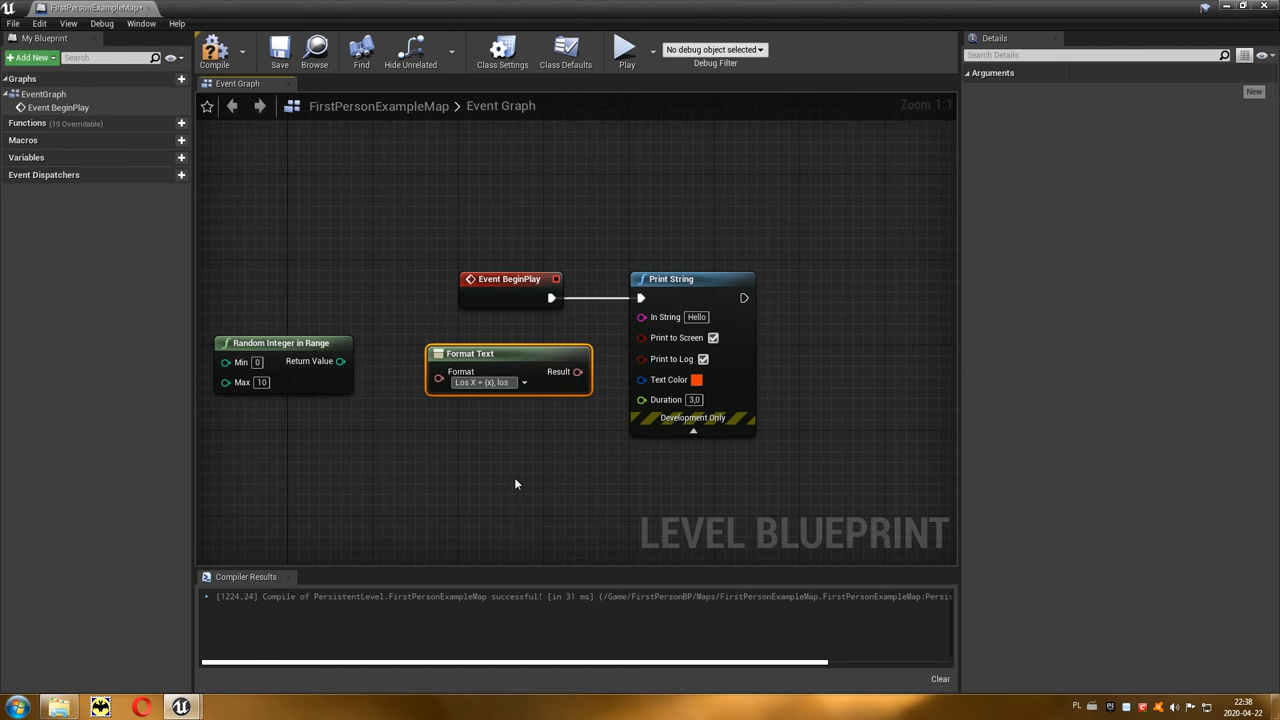 FirstPersonExampleMap*
File Edit View Debug Asset Window Help
My Blueprint
Add New
Search
Graphs
EventGraph
Event BeginPlay
Functions (19 Overridable)
Macros
Variables
Event Dispatchers
Compile
Save
Browse
Find
Hide Unrelated
Class Settings
Class Defaults
Play
No debug object selected
Debug Filter
Event Graph
FirstPersonExampleMap > Event Graph
Zoom 1:1
Event BeginPlay
Print String
In String Hello
Print to Screen
Print to Log
Text Color
Duration 3,0
Development Only
Random Integer in Range
Min 0
Return Value
Max 10
Format Text
Format
Los X = {x}, los
Result
LEVEL BLUEPRINT
Compiler Results
[1224,24] Compile of PersistentLevel.FirstPersonExampleMap successful! [in 31 ms] (/Game/FirstPersonBP/Maps/FirstPersonExampleMap.FirstPersonExampleMap:Persis
Clear
Details
Search Details
Arguments
New
PL
22:38
2020-04-22